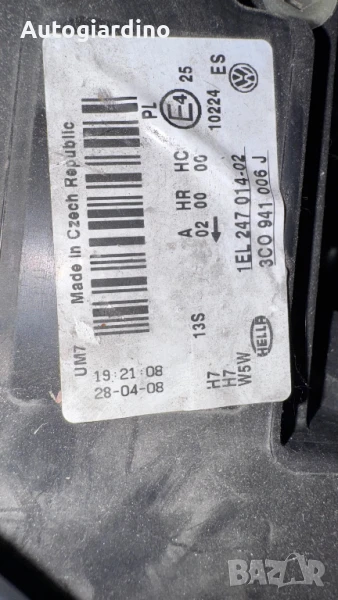 Autogiardino
Made in Czech Republic
UM7
19:21:08
28-04-08
PL
E4
25
10224
ES
A HR HC
02 00 00
13S
1EL 247 014-02
3C0 941 006 J
H7
H7
W5W
HELLA
BAZAR